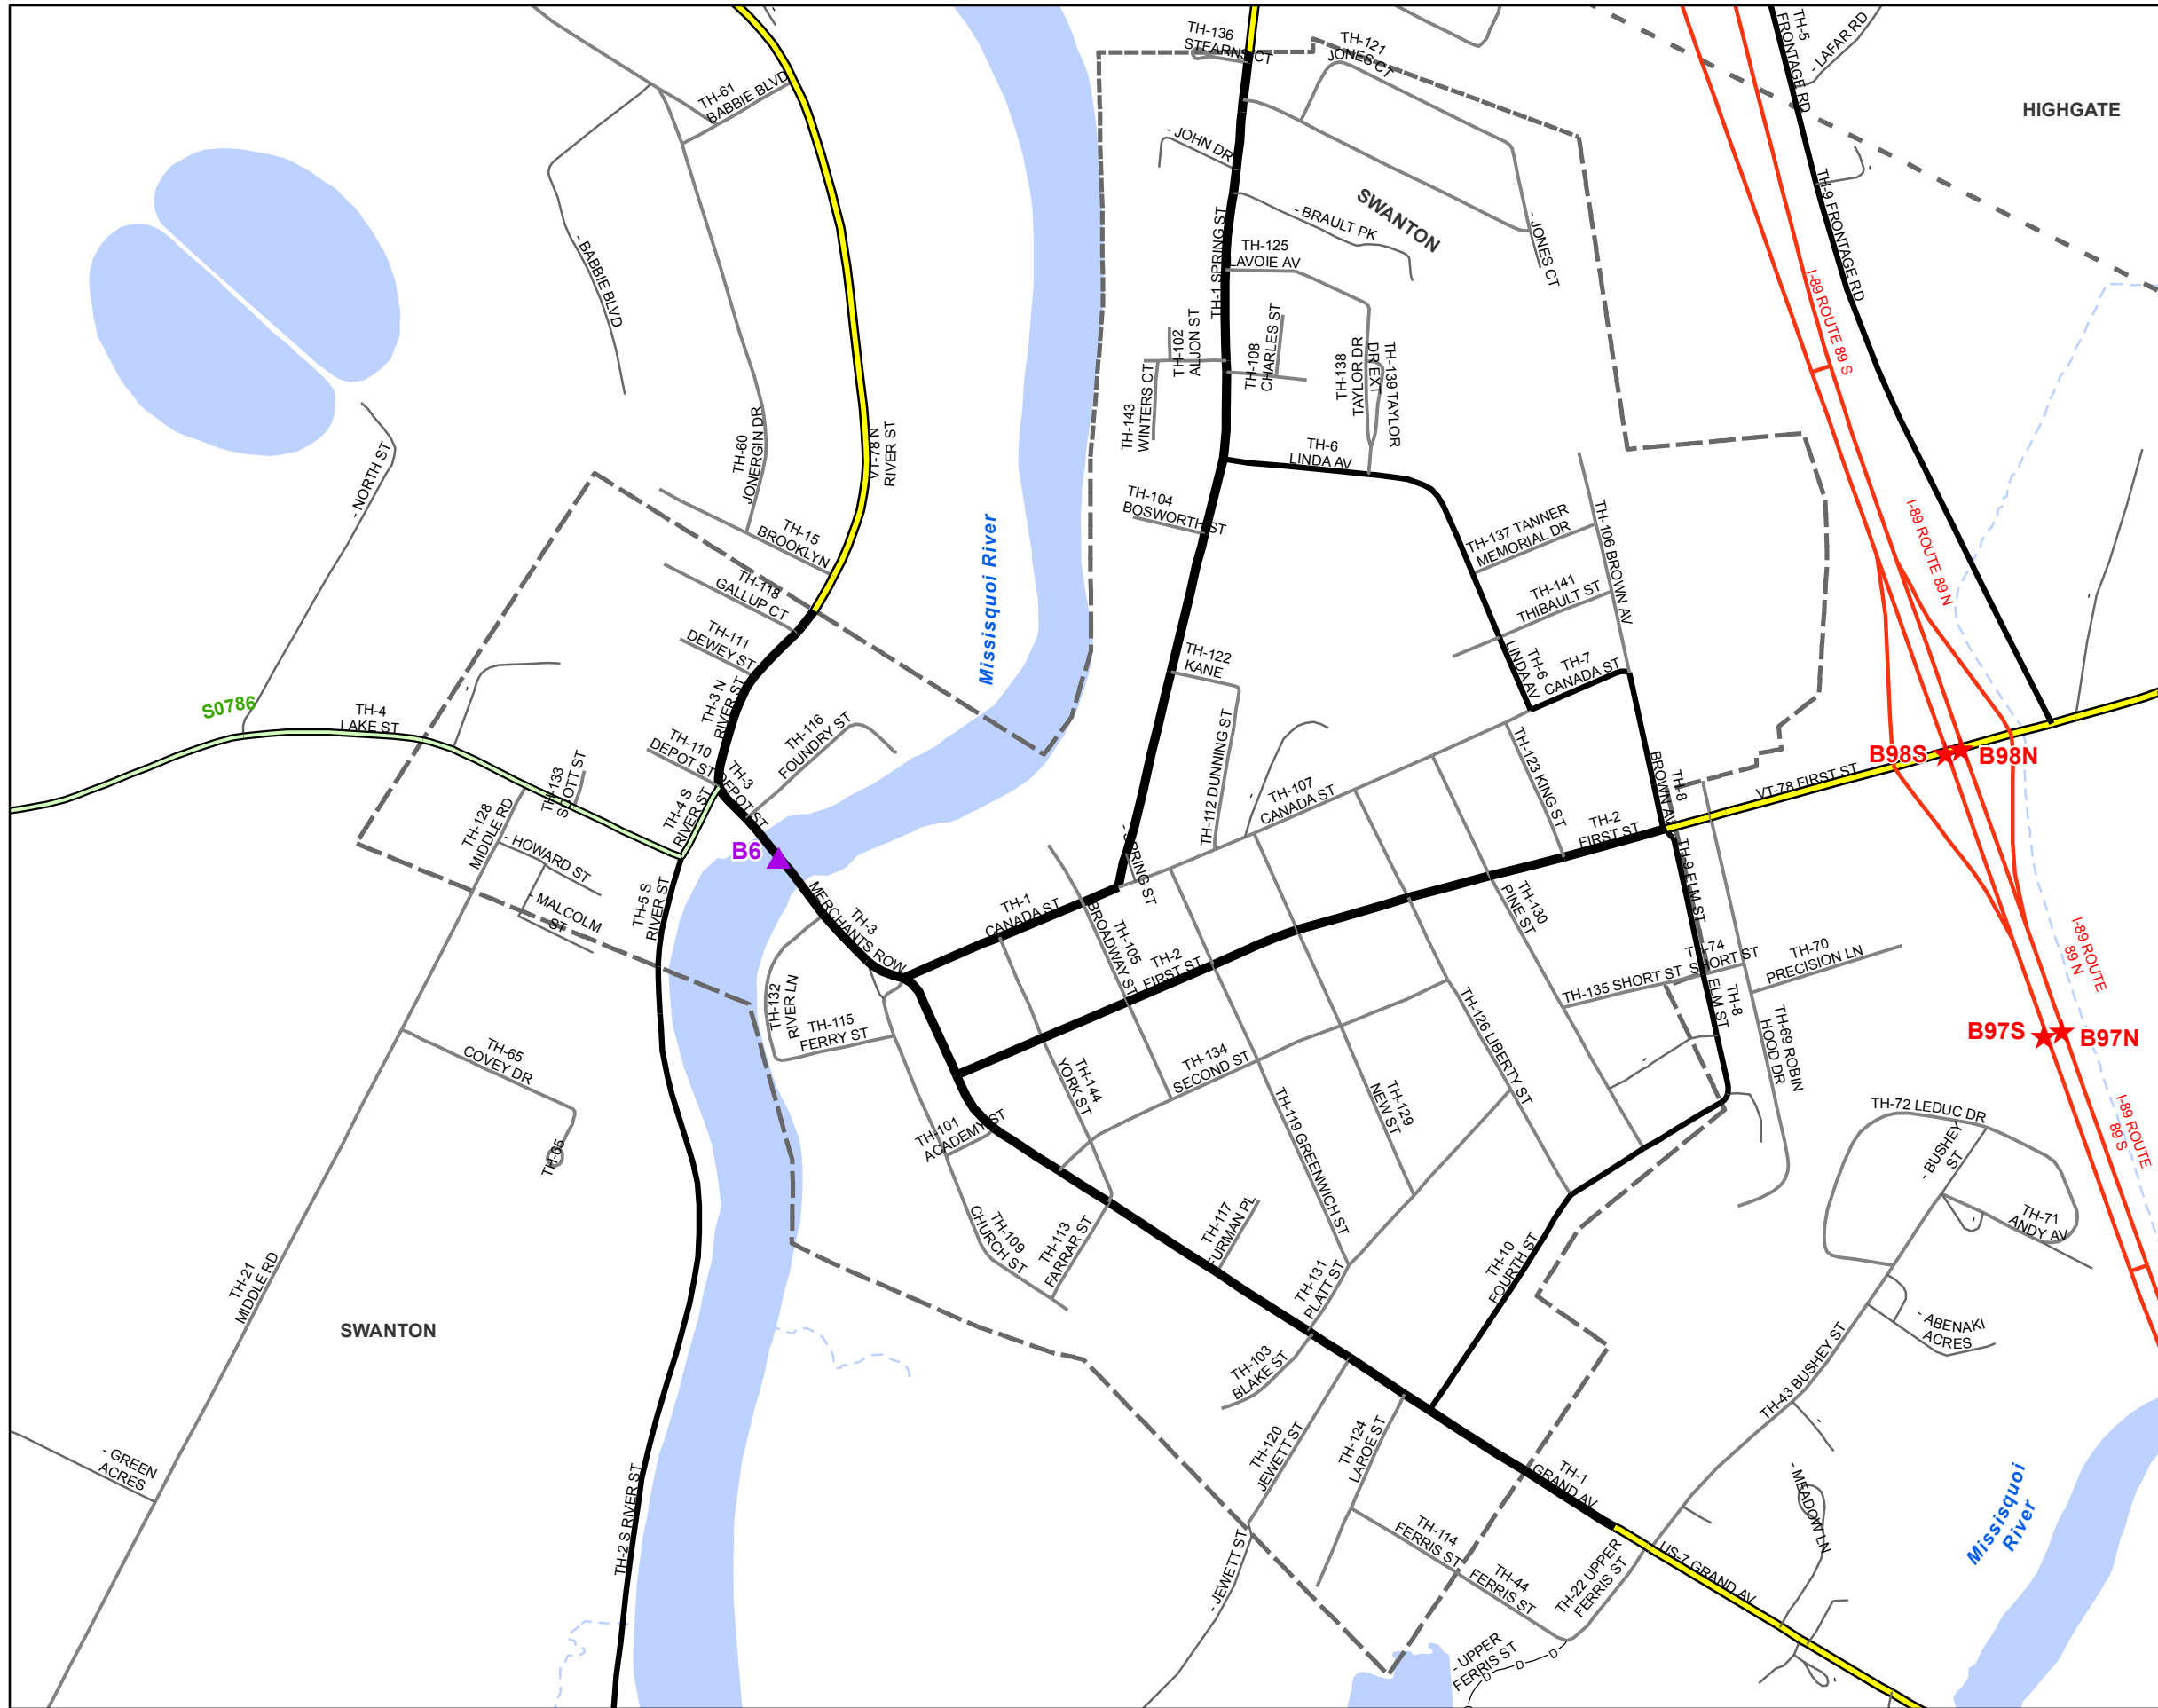 TH-136
STEARNS CT
TH-121
JONES CT
TH-5
FRONTAGE RD
- LAFAR RD
HIGHGATE
TH-61
BABBIE BLVD
- JOHN DR
SWANTON
- BRAULT PK
- JONES CT
TH-9 FRONTAGE RD
- BABBIE BLVD
TH-1 SPRING ST
TH-125
LAVOIE AV
I-89 ROUTE 89 S
TH-102
ALJON ST
TH-108
CHARLES ST
TH-138
TAYLOR DR
TH-139 TAYLOR
DR EXT
TH-143
WINTERS CT
- NORTH ST
TH-60
JONERGIN DR
VT-78 N
RIVER ST
TH-6
LINDA AV
TH-104
BOSWORTH ST
TH-15
BROOKLYN
Missisquoi River
TH-137 TANNER
MEMORIAL DR
TH-106 BROWN AV
I-89 ROUTE 89 N
TH-118
GALLUP CT
TH-141
THIBAULT ST
TH-111
DEWEY ST
TH-122
KANE
TH-6
LINDA AV
TH-7
CANADA ST
S0786
TH-4
LAKE ST
-
TH-3 N
RIVER ST
TH-110
DEPOT ST
TH-116
FOUNDRY ST
TH-3
DEPOT ST
TH-112 DUNNING ST
-
TH-107
CANADA ST
TH-123 KING ST
TH-8
BROWN AV
VT-78 FIRST ST
B98S
B98N
TH-133
SCOTT ST
TH-128
MIDDLE RD
TH-4 S
RIVER ST
- HOWARD ST
B6
- SPRING ST
TH-2
FIRST ST
TH-9 ELM ST
- MALCOLM
ST
TH-5 S
RIVER ST
TH-3
MERCHANTS ROW
TH-1
CANADA ST
TH-105
BROADWAY ST
TH-2
FIRST ST
TH-130
PINE ST
TH-74
SHORT ST
TH-70
PRECISION LN
TH-135 SHORT ST
I-89 ROUTE
89 N
TH-132
RIVER LN
TH-115
FERRY ST
TH-8
ELM ST
TH-69 ROBIN
HOOD DR
B97S
B97N
TH-65
COVEY DR
TH-134
SECOND ST
TH-144
YORK ST
TH-126 LIBERTY ST
-
TH-129
NEW ST
TH-101
ACADEMY ST
TH-119 GREENWICH ST
TH-72 LEDUC DR
- BUSHEY
ST
I-89 ROUTE
89 S
TH-65
TH-109
CHURCH ST
TH-113
FARRAR ST
TH-117
FURMAN PL
TH-71
ANDY AV
-
TH-21
MIDDLE RD
TH-131
PLATT ST
TH-10
FOURTH ST
SWANTON
- ABENAKI
ACRES
TH-103
BLAKE ST
TH-43 BUSHEY ST
-
- GREEN
ACRES
TH-120
JEWETT ST
TH-124
LAROE ST
TH-1
GRAND AV
- MEADOW LN
Missisquoi
River
TH-2 S RIVER ST
TH-114
FERRIS ST
TH-44
FERRIS ST
TH-22 UPPER
FERRIS ST
US-7 GRAND AV
- JEWETT ST
- UPPER
FERRIS ST
D
D
D
-